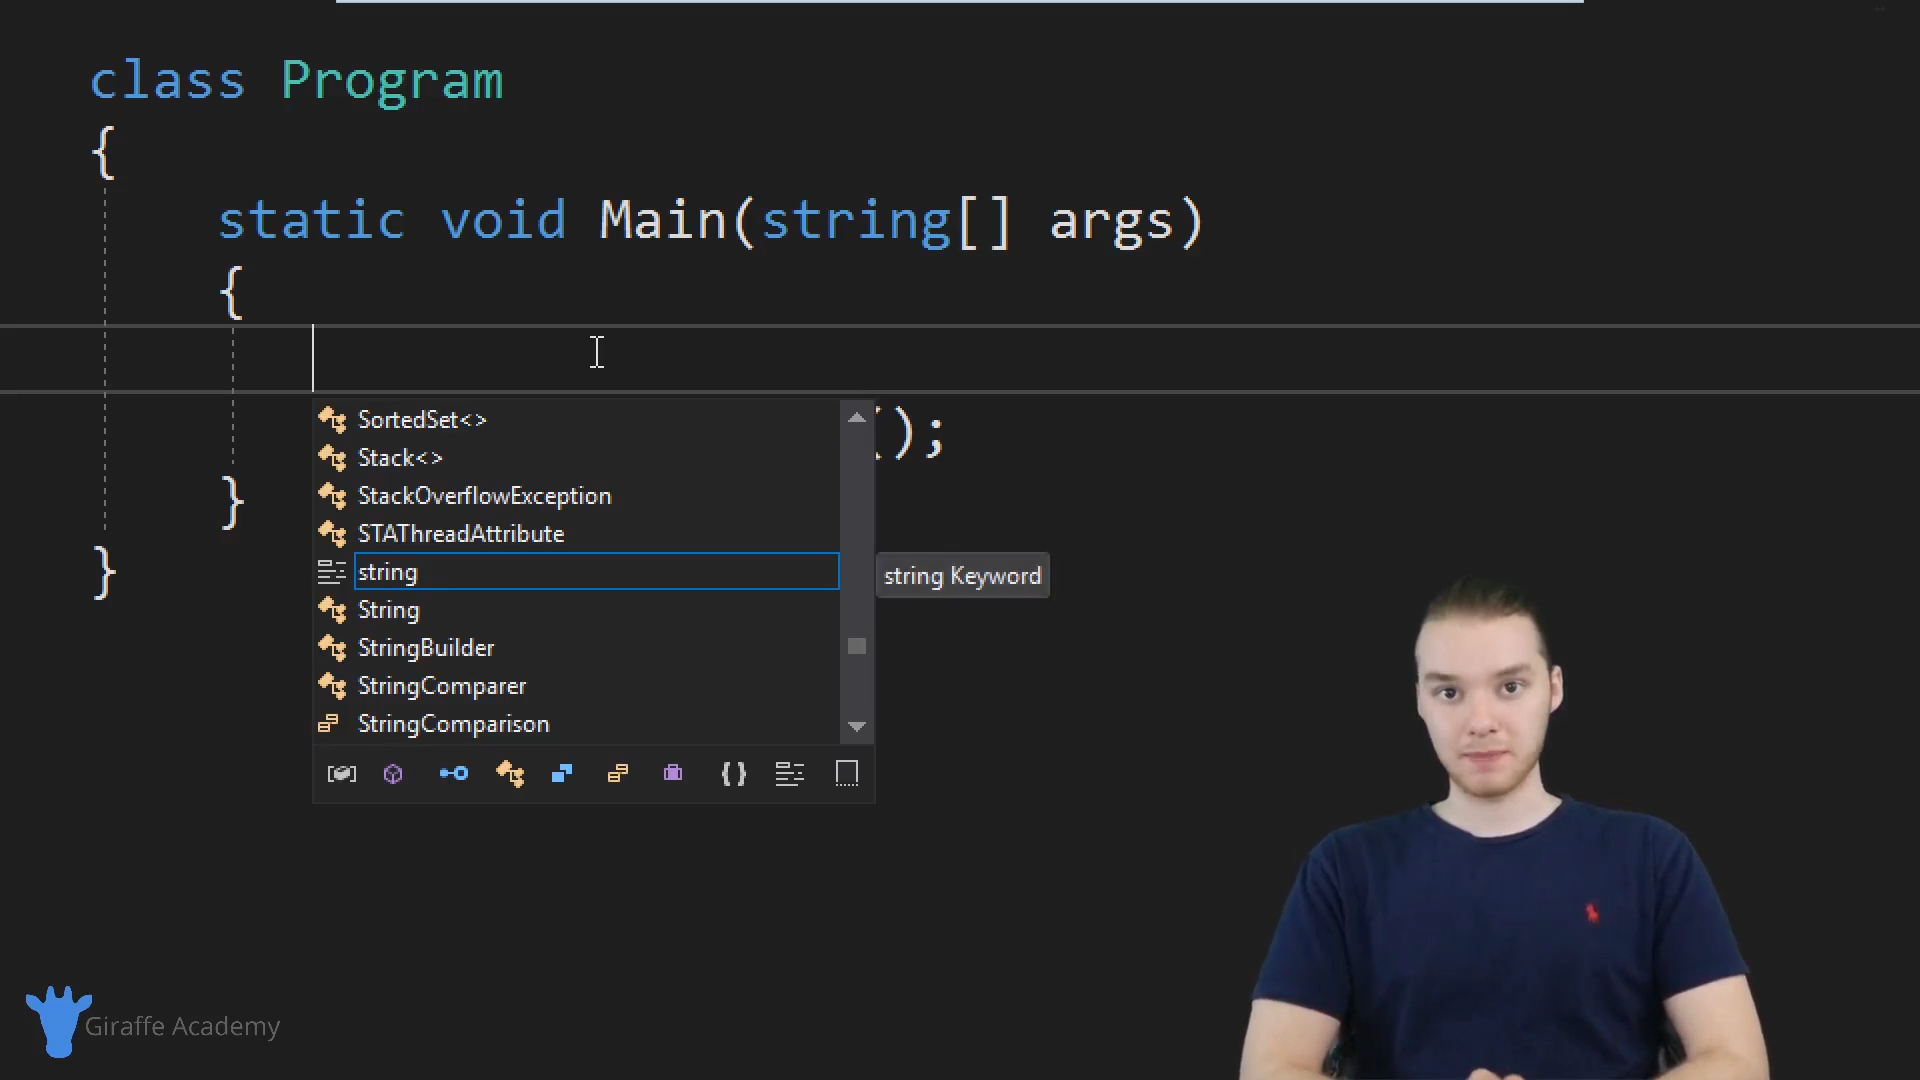 class Program
{
static void Main(string[] args)
{
();
SortedSet<>
Stack<>
StackOverflowException
}
STAThreadAttribute
string
string Keyword
}
String
StringBuilder
StringComparer
StringComparison
Giraffe Academy